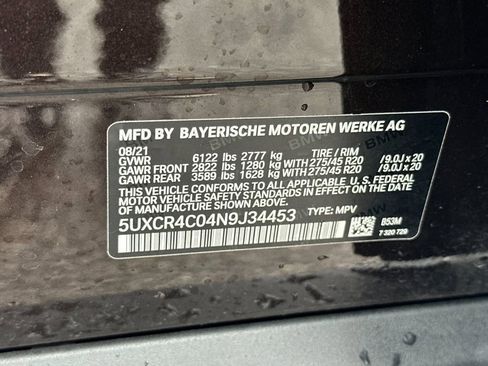 MFD BY BAYERISCHE MOTOREN WERKE AG
08/21
GVWR 6122 lbs 2777 kg TIRE / RIM
GAWR FRONT 2822 lbs 1280 kg WITH 275/45 R20 / 9.0J x 20
GAWR REAR 3589 lbs 1628 kg WITH 275/45 R20 / 9.0J x 20
THIS VEHICLE CONFORMS TO ALL APPLICABLE U.S. FEDERAL MOTOR
VEHICLE SAFETY STANDARDS IN EFFECT ON THE DATE OF
MANUFACTURE SHOWN ABOVE.
5UXCR4C04N9J34453 TYPE: MPV
B53M
7 320 729